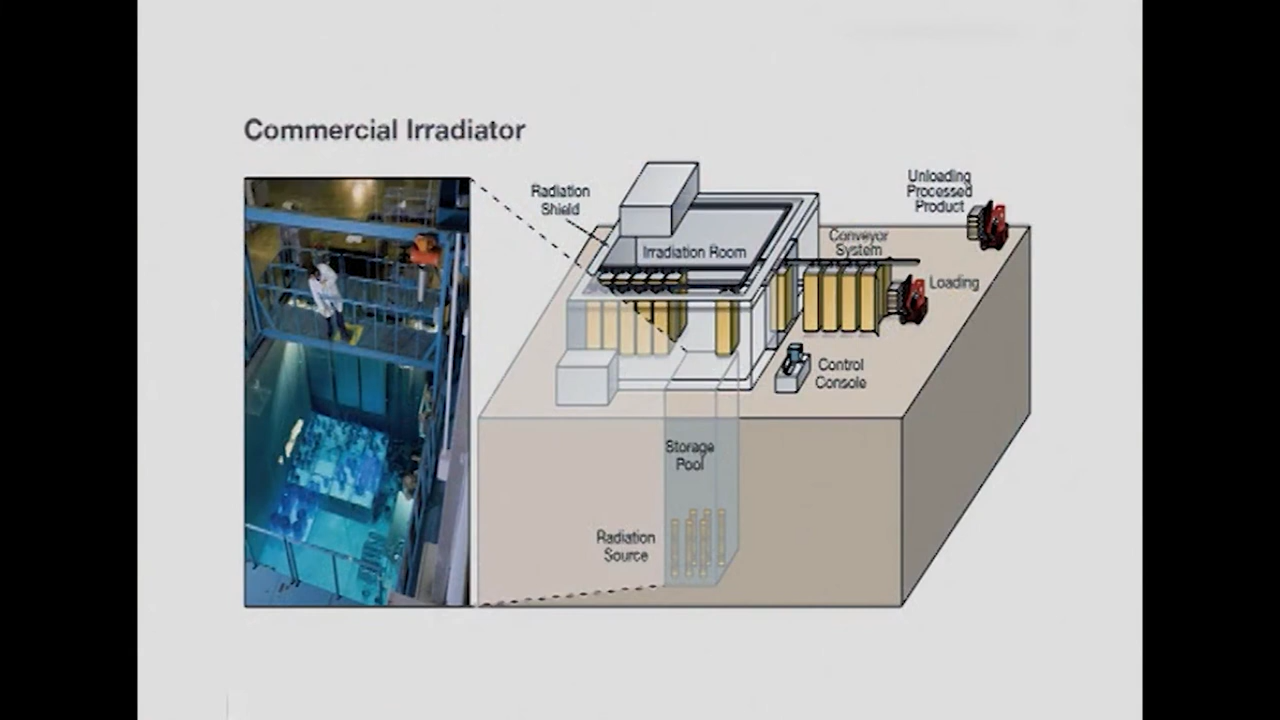 Commercial Irradiator
Radiation
Shield
Unloading
Processed
Product
Irradiation Room
Conveyor
System
Loading
Control
Console
Storage
Pool
Radiation
Source